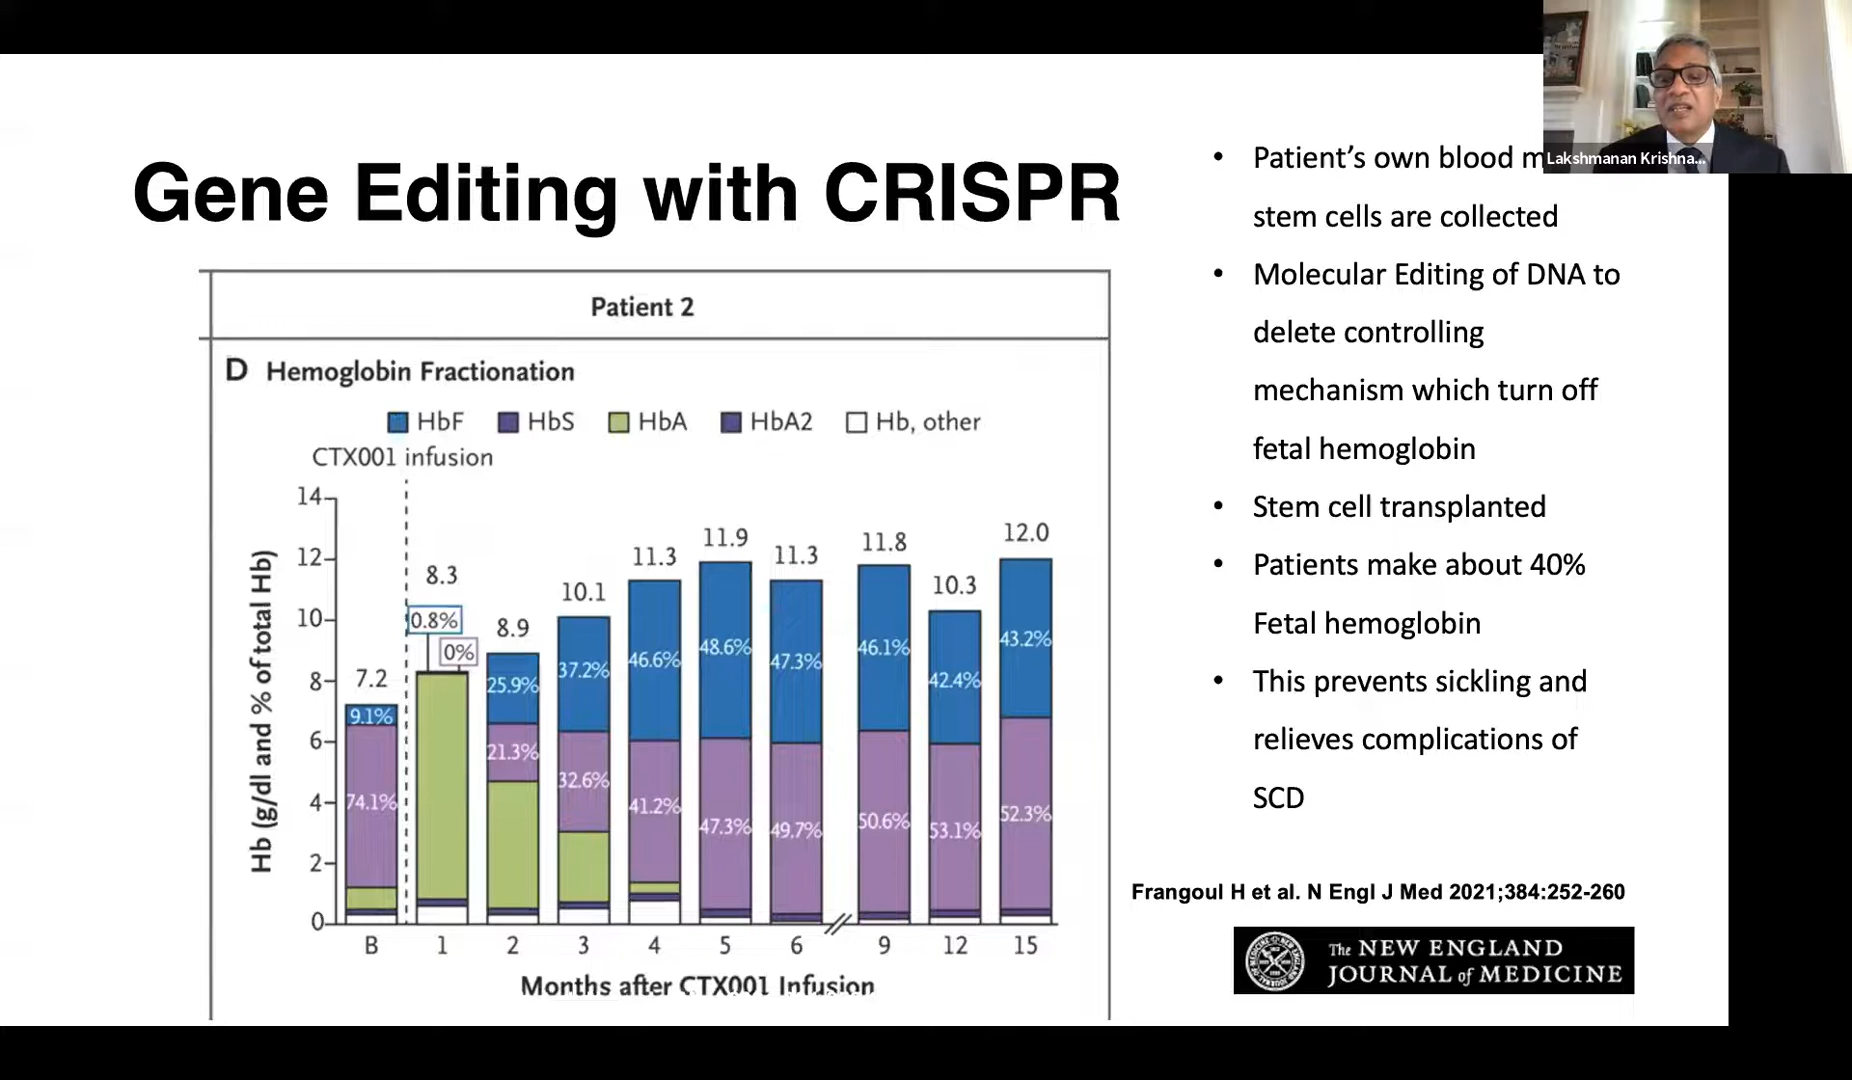 Gene Editing with CRISPR
Patient 2
D Hemoglobin Fractionation
HbF HbS HbA HbA2 Hb, other
CTX001 infusion
Hb (g/dl and % of total Hb)
14
12
10
8
6
4
2
0
7.2
9.1%
74.1%
8.3
0.8%
0%
8.9
25.9%
21.3%
10.1
37.2%
32.6%
11.3
46.6%
41.2%
11.9
48.6%
47.3%
11.3
47.3%
49.7%
11.8
46.1%
50.6%
10.3
42.4%
53.1%
12.0
43.2%
52.3%
B 1 2 3 4 5 6 9 12 15
Months after CTX001 Infusion
Lakshmanan Krishna...
• Patient’s own blood
stem cells are collected
• Molecular Editing of DNA to
delete controlling
mechanism which turn off
fetal hemoglobin
• Stem cell transplanted
• Patients make about 40%
Fetal hemoglobin
• This prevents sickling and
relieves complications of
SCD
Frangoul H et al. N Engl J Med 2021;384:252-260
The NEW ENGLAND
JOURNAL of MEDICINE